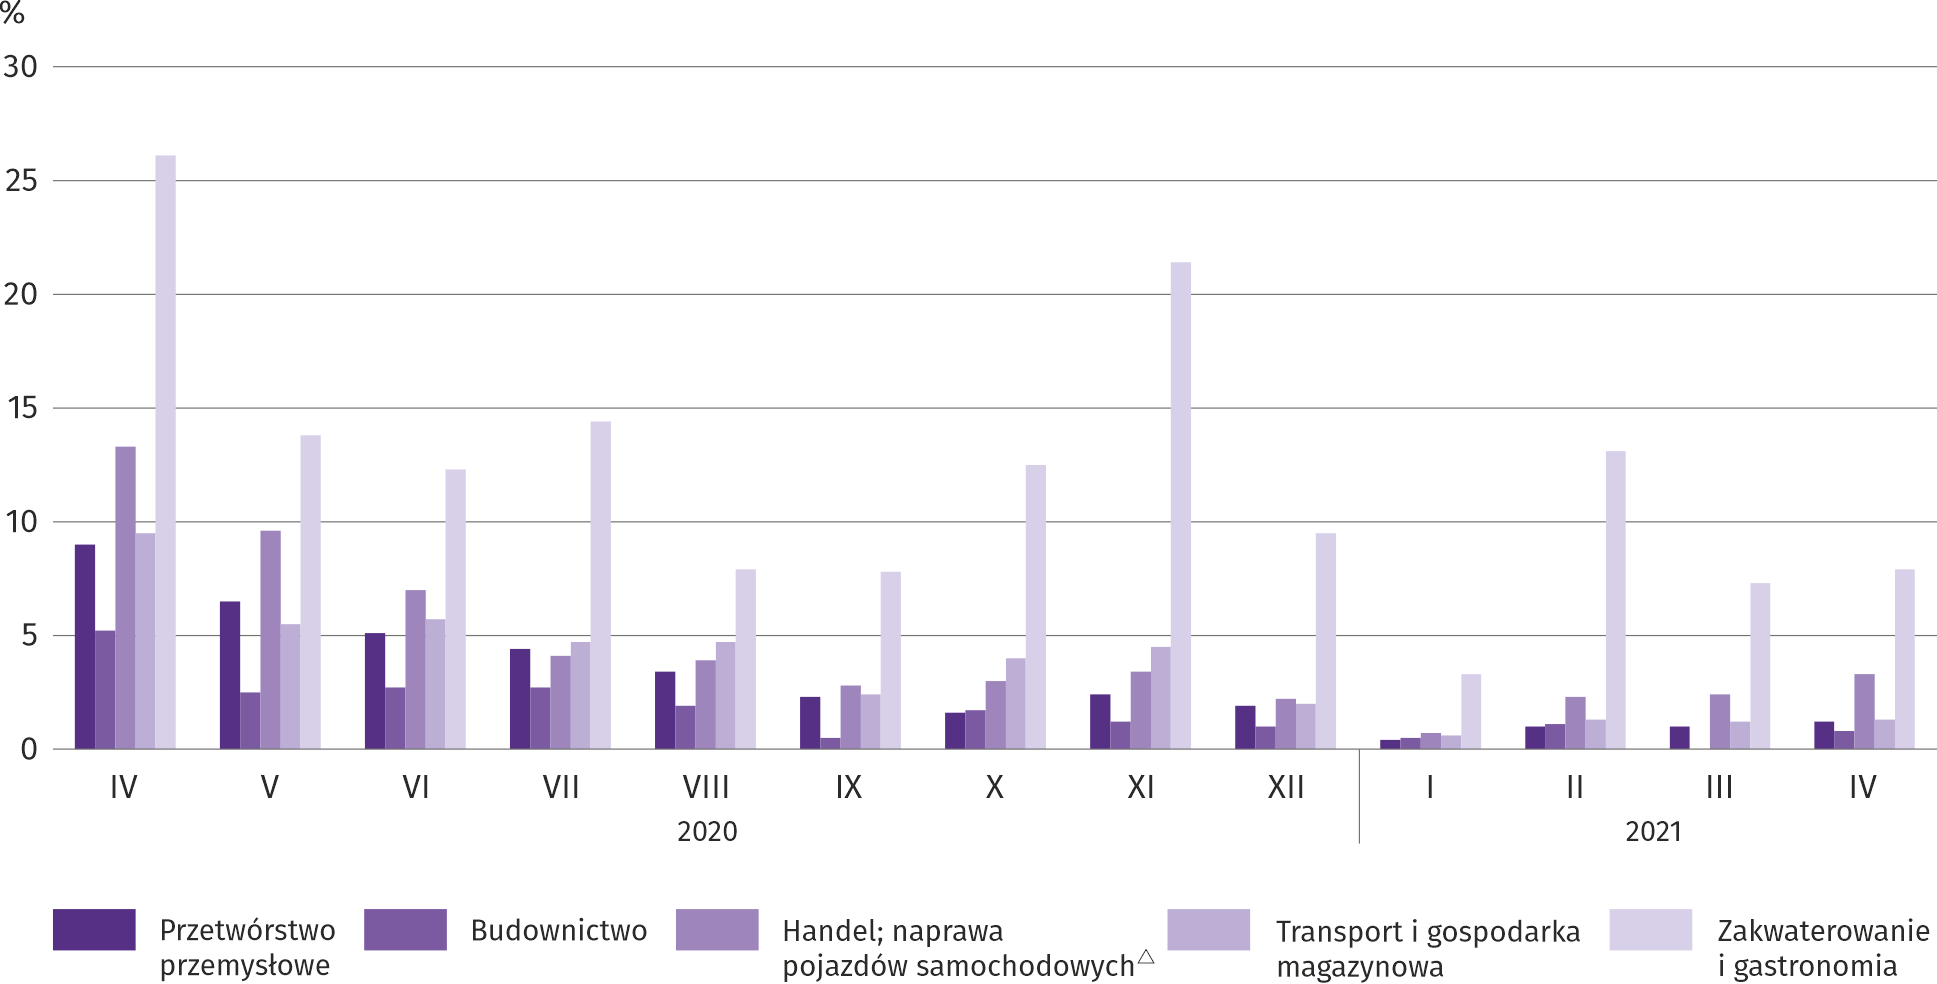 %
30
25
20
15
10
5
0
IV V VI VII VIII IX X XI XII I II III IV
2020 2021
Przetwórstwo
przemysłowe
Budownictwo
Handel; naprawa
pojazdów samochodowych△
Transport i gospodarka
magazynowa
Zakwaterowanie
i gastronomia